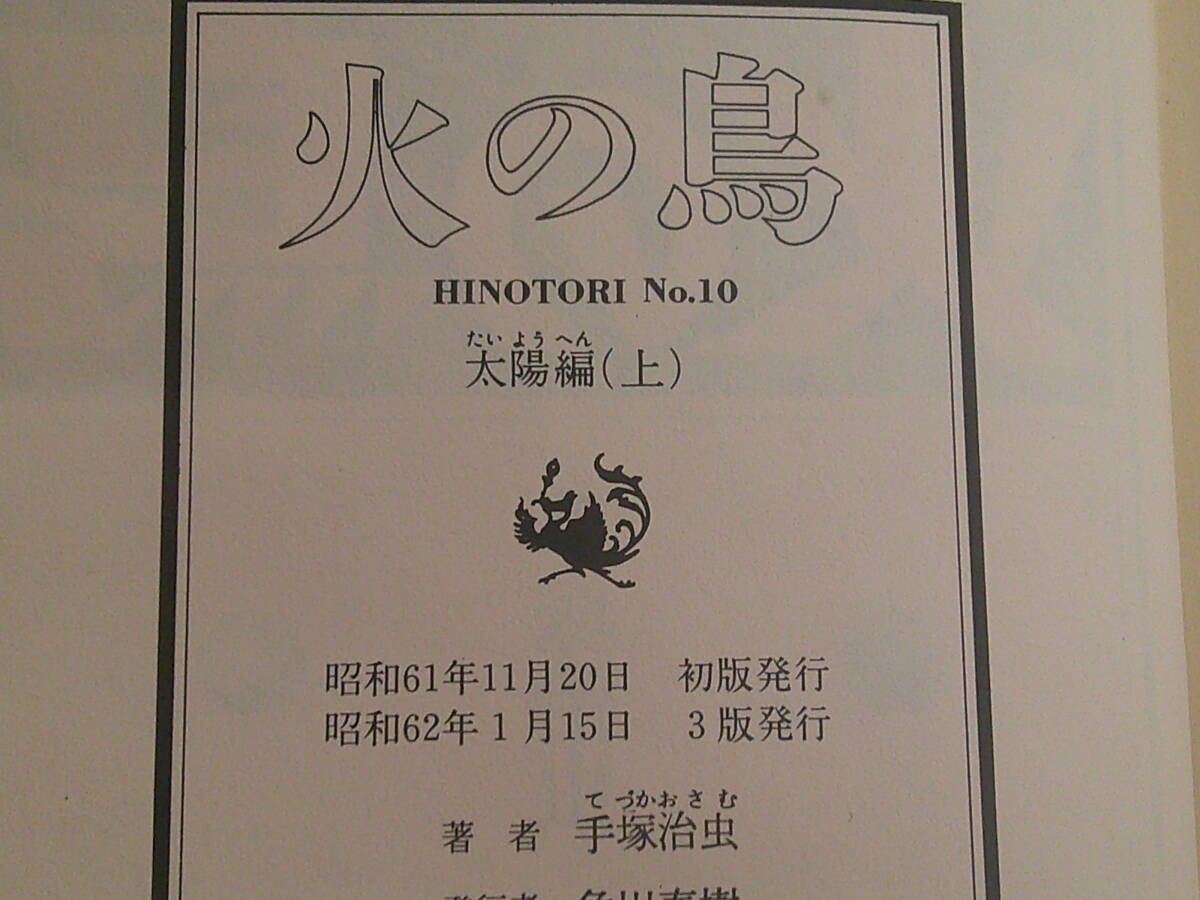 火の鳥
HINOTORI No.10
たいようへん
太陽編(上)
昭和61年11月20日 初版発行
昭和62年1月15日 3版発行
てづかおさむ
著者 手塚治虫